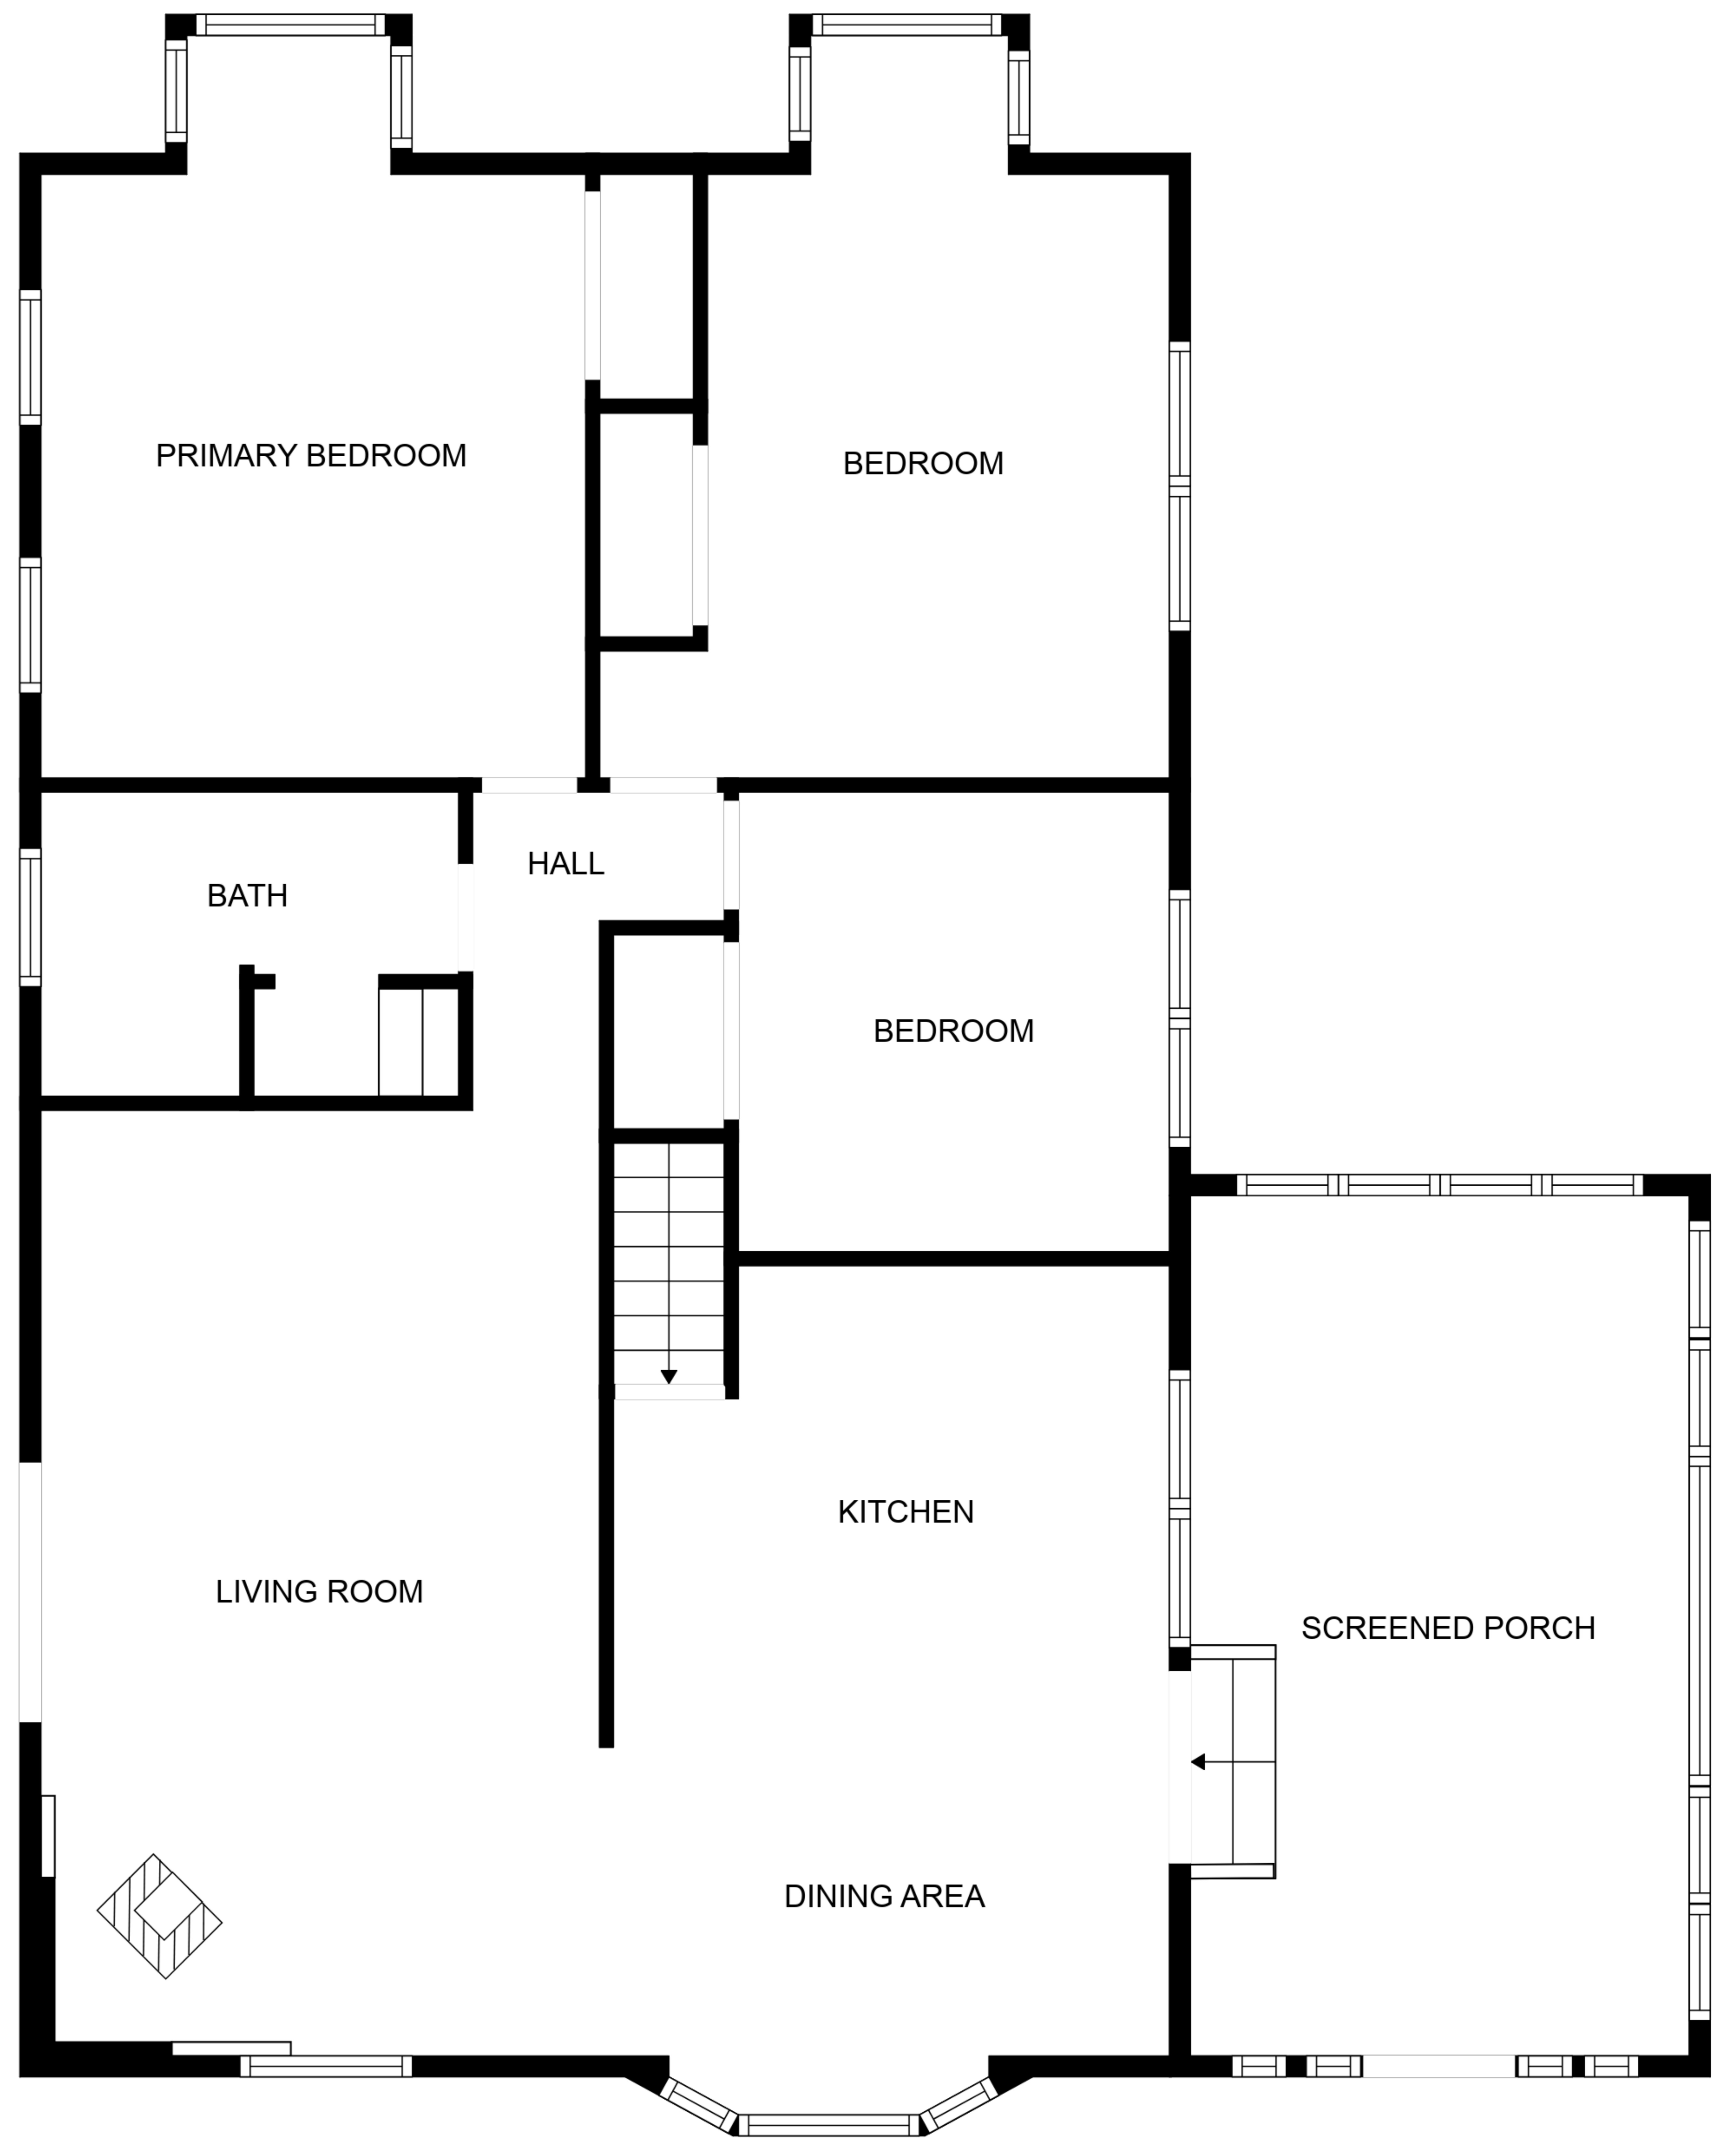 PRIMARY BEDROOM
BEDROOM
HALL
BATH
BEDROOM
KITCHEN
LIVING ROOM
SCREENED PORCH
DINING AREA